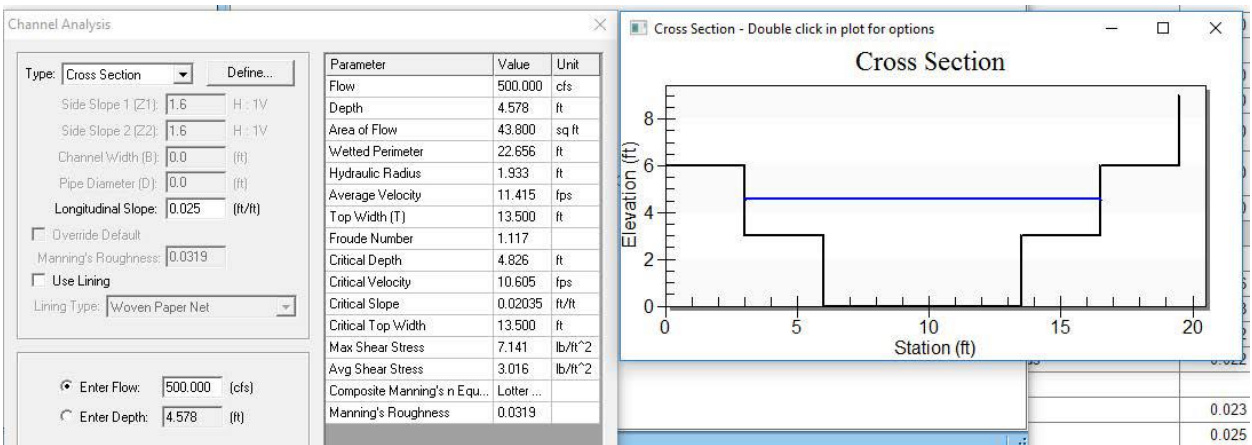 Channel Analysis
Type: Cross Section Define...
Side Slope 1 (Z1): 1.6 H : 1V
Side Slope 2 (Z2): 1.6 H : 1V
Channel Width (B): 0.0 (ft)
Pipe Diameter (D): 0.0 (ft)
Longitudinal Slope: 0.025 (ft/ft)
Override Default
Manning's Roughness: 0.0319
Use Lining
Lining Type: Woven Paper Net
Enter Flow: 500.000 (cfs)
Enter Depth: 4.578 (ft)
Parameter Value Unit
Flow 500.000 cfs
Depth 4.578 ft
Area of Flow 43.800 sq ft
Wetted Perimeter 22.656 ft
Hydraulic Radius 1.933 ft
Average Velocity 11.415 fps
Top Width (T) 13.500 ft
Froude Number 1.117
Critical Depth 4.826 ft
Critical Velocity 10.605 fps
Critical Slope 0.02035 ft/ft
Critical Top Width 13.500 ft
Max Shear Stress 7.141 lb/ft^2
Avg Shear Stress 3.016 lb/ft^2
Composite Manning's n Equ... Lotter ...
Manning's Roughness 0.0319
Cross Section - Double click in plot for options
Cross Section
Elevation (ft)
8
6
4
2
0
0 5 10 15 20
Station (ft)
0.023
0.025